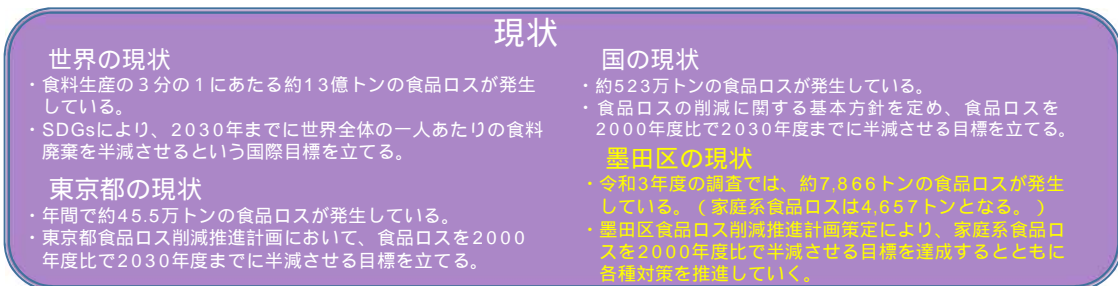 現状
世界の現状
・食料生産の3分の1にあたる約13億トンの食品ロスが発生
している。
・SDGsにより、2030年までに世界全体の一人あたりの食料
廃棄を半減させるという国際目標を立てる。
東京都の現状
・年間で約45.5万トンの食品ロスが発生している。
・東京都食品ロス削減推進計画において、食品ロスを2000
年度比で2030年度までに半減させる目標を立てる。
国の現状
・約523万トンの食品ロスが発生している。
・食品ロスの削減に関する基本方針を定め、食品ロスを
2000年度比で2030年度までに半減させる目標を立てる。
墨田区の現状
・令和3年度の調査では、約7,866トンの食品ロスが発生
している。(家庭系食品ロスは4,657トンとなる。)
・墨田区食品ロス削減推進計画策定により、家庭系食品ロ
スを2000年度比で半減させる目標を達成するとともに
各種対策を推進していく。